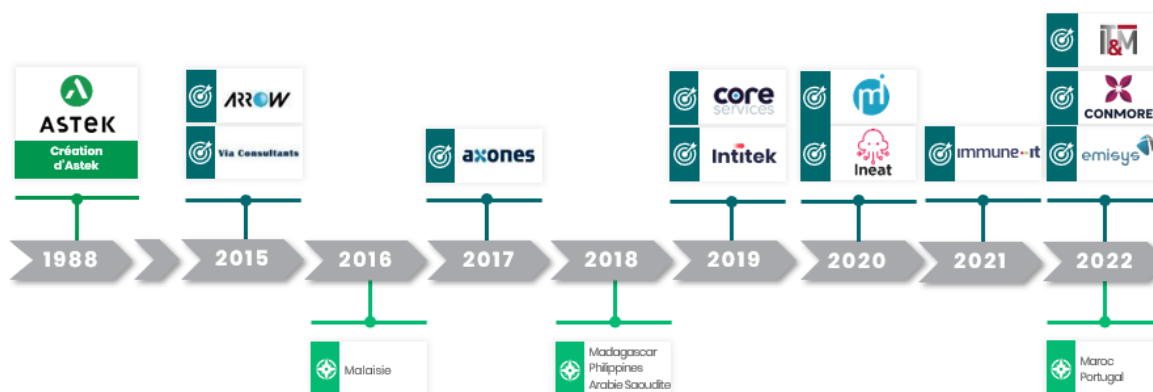 ASTEK
Création
d'Astek
ARROW
Via Consultants
axones
core
services
Intitek
mi
Ineat
immune-it
IT&M
CONMORE
emisys
1988
2015
2016
2017
2018
2019
2020
2021
2022
Malaisie
Madagascar
Philippines
Arabie Saoudite
Maroc
Portugal